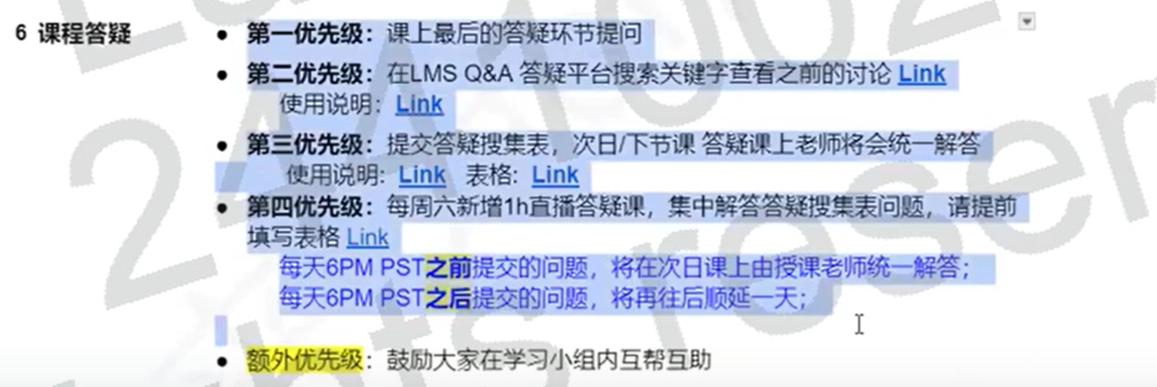 6 课程答疑
第一优先级：课上最后的答疑环节提问
第二优先级：在LMS Q&A 答疑平台搜索关键字查看之前的讨论 Link
使用说明：Link
第三优先级：提交答疑搜集表，次日/下节课 答疑课上老师将会统一解答
使用说明：Link 表格：Link
第四优先级：每周六新增1h直播答疑课，集中解答答疑搜集表问题，请提前
填写表格 Link
每天6PM PST之前提交的问题，将在次日课上由授课老师统一解答；
每天6PM PST之后提交的问题，将再往后顺延一天；
额外优先级：鼓励大家在学习小组内互帮互助